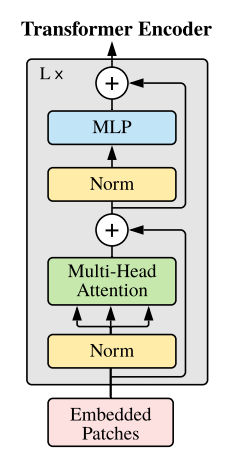 Transformer Encoder
L ×
+
MLP
Norm
+
Multi-Head
Attention
Norm
Embedded
Patches